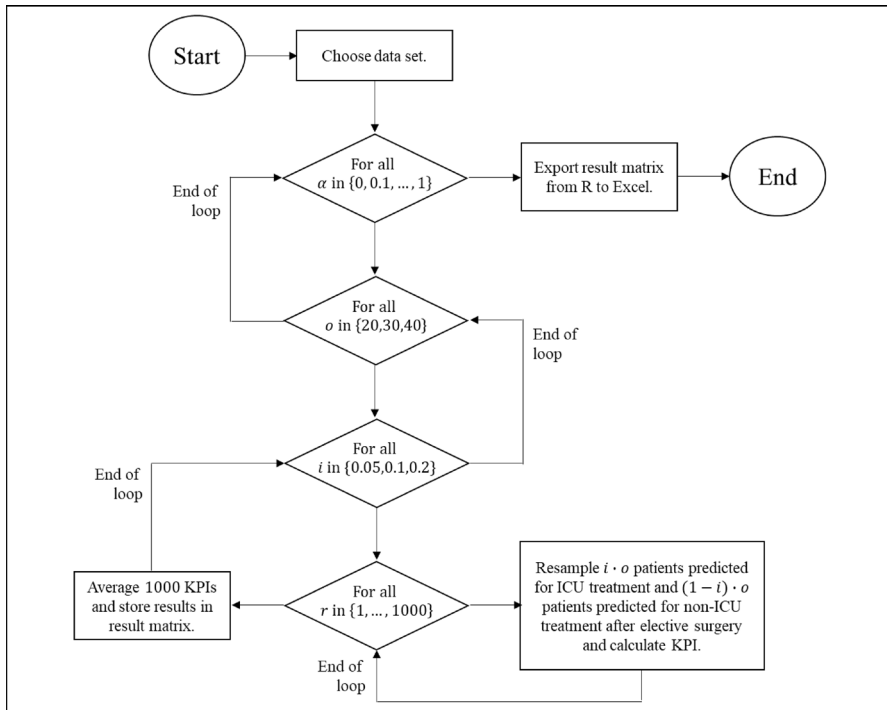 Start
Choose data set.
For all
α in {0, 0.1, … , 1}
Export result matrix
from R to Excel.
End
End of
loop
For all
o in {20,30,40}
End of
loop
For all
i in {0.05,0.1,0.2}
End of
loop
Average 1000 KPIs
and store results in
result matrix.
For all
r in {1, … , 1000}
Resample i · o patients predicted
for ICU treatment and (1 − i) · o
patients predicted for non-ICU
treatment after elective surgery
and calculate KPI.
End of
loop